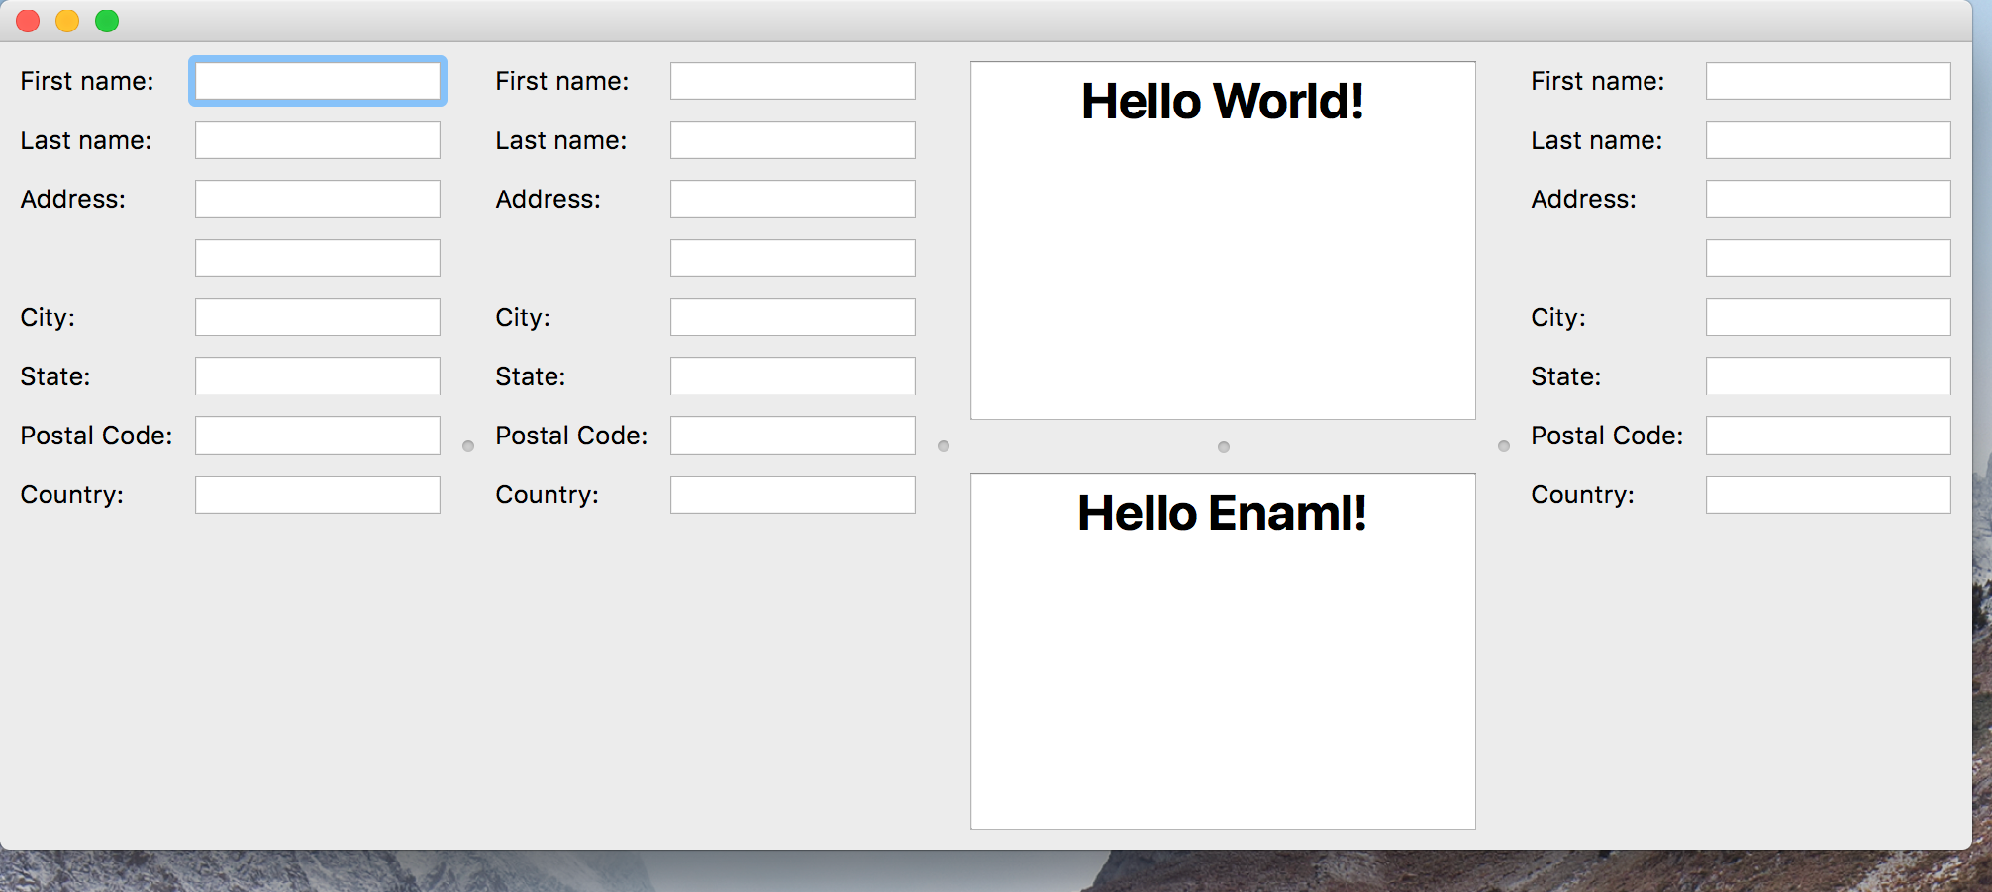 First name:
Last name:
Address:
City:
State:
Postal Code:
Country:
First name:
Last name:
Address:
City:
State:
Postal Code:
Country:
Hello World!
Hello Enaml!
First name:
Last name:
Address:
City:
State:
Postal Code:
Country: